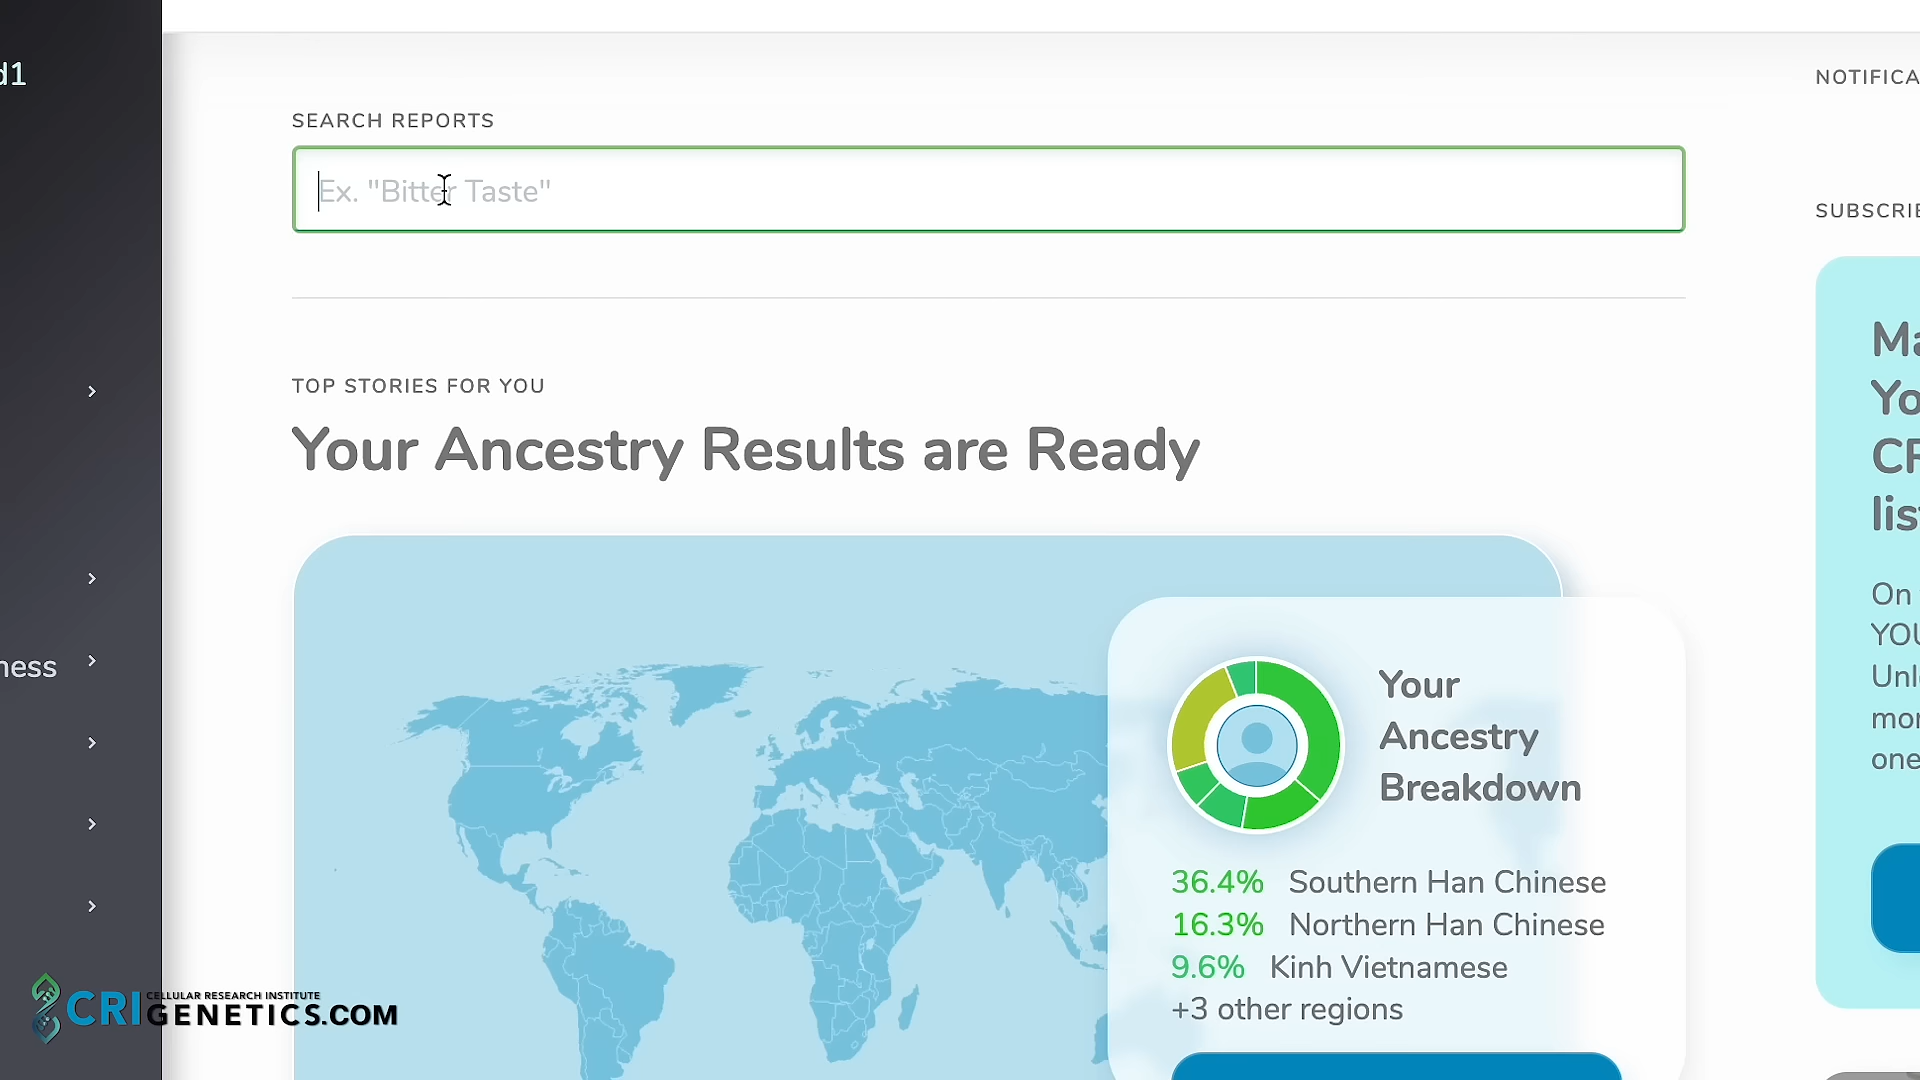 d1
ness
SEARCH REPORTS
Ex. "Bitter Taste"
TOP STORIES FOR YOU
Your Ancestry Results are Ready
Your
Ancestry
Breakdown
36.4% Southern Han Chinese
16.3% Northern Han Chinese
9.6% Kinh Vietnamese
+3 other regions
NOTIFICA
SUBSCRIB
Ma
Yo
CR
lis
On
YOU
Unl
mor
one
CRI CELLULAR RESEARCH INSTITUTE
GENETICS.COM